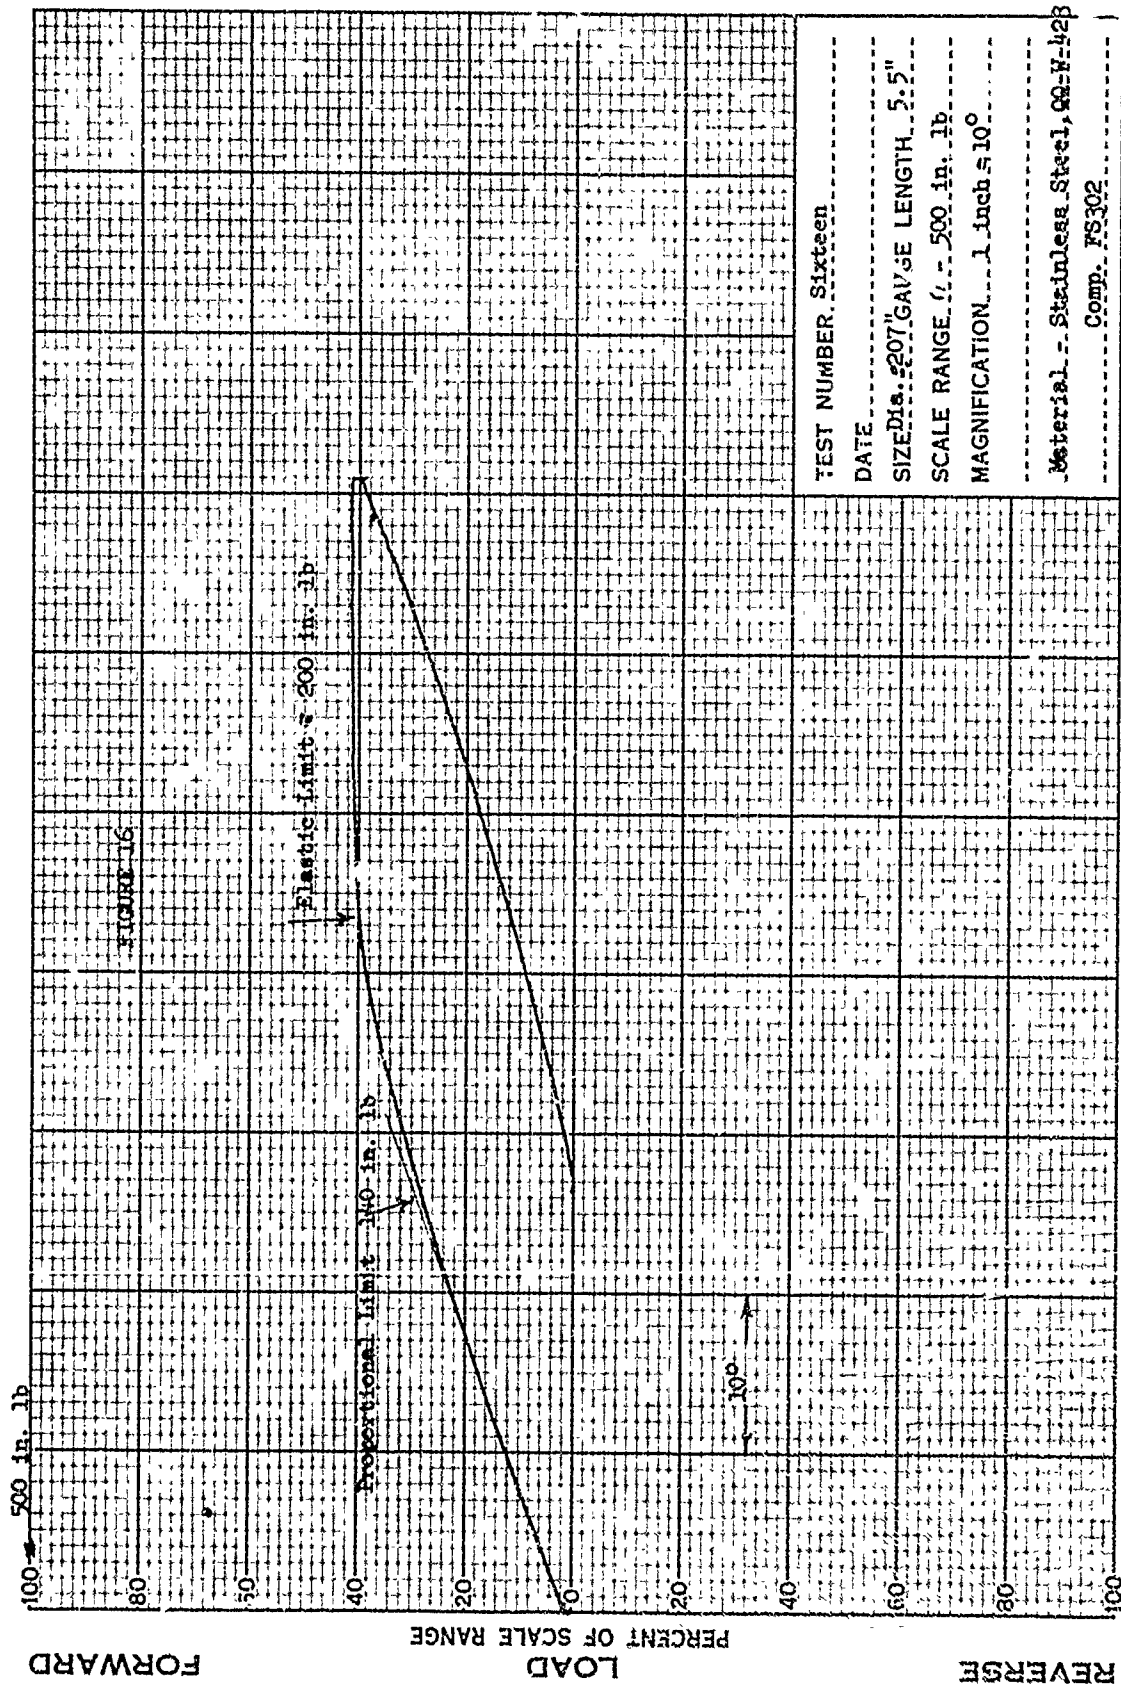 500 in. lb
100
80
60
40
20
0
20
40
60
80
100
FORWARD
LOAD
PERCENT OF SCALE RANGE
REVERSE
FIGURE 16
Elastic Limit = 200 in. lb
Proportional Limit 140 in. lb
10°
TEST NUMBER Sixteen
DATE
SIZE Dia. .207" GAUGE LENGTH 5.5"
SCALE RANGE 0 - 500 in. lb
MAGNIFICATION 1 inch = 10°
Material - Stainless Steel, QQ-W-423
Comp. FS302